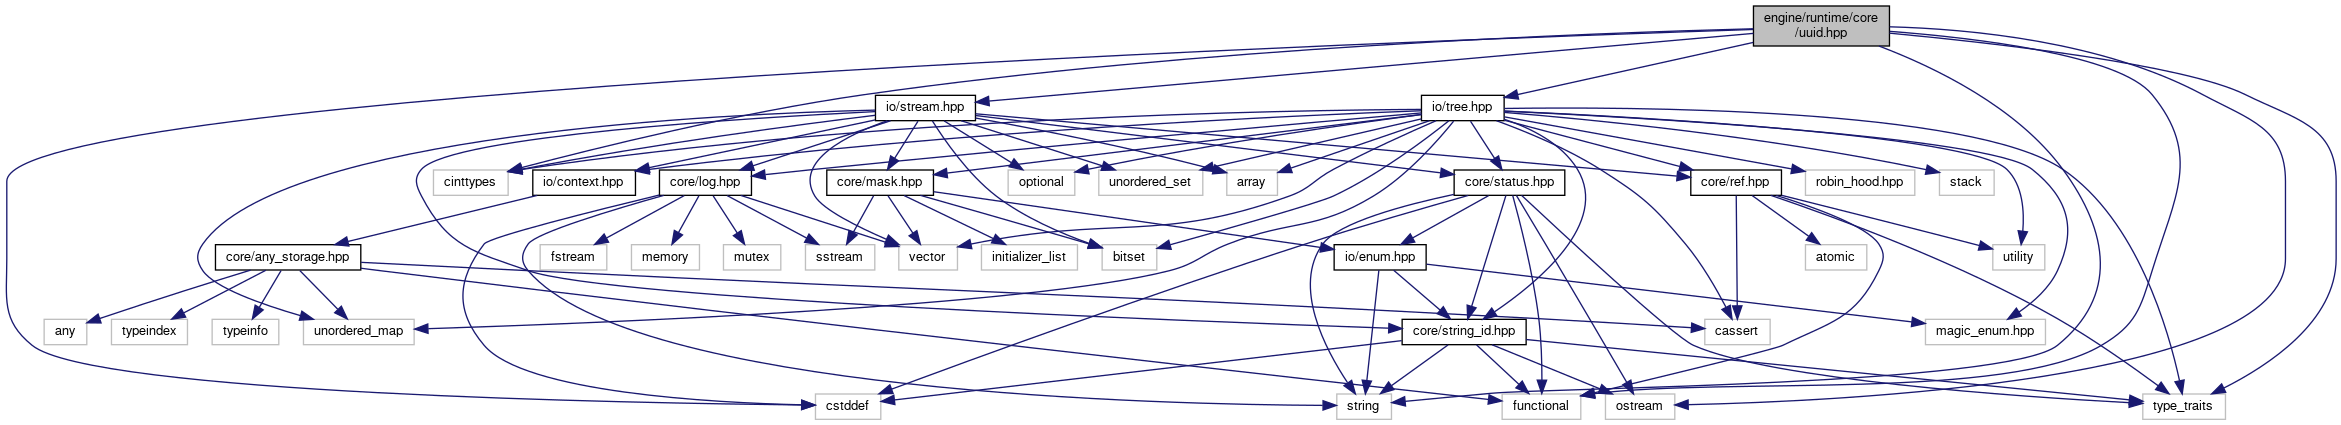 engine/runtime/core
/uuid.hpp
io/stream.hpp
io/tree.hpp
cinttypes
io/context.hpp
core/log.hpp
core/mask.hpp
optional
unordered_set
array
core/status.hpp
core/ref.hpp
robin_hood.hpp
stack
core/any_storage.hpp
fstream
memory
mutex
sstream
vector
initializer_list
bitset
io/enum.hpp
atomic
utility
any
typeindex
typeinfo
unordered_map
core/string_id.hpp
cassert
magic_enum.hpp
cstddef
string
functional
ostream
type_traits